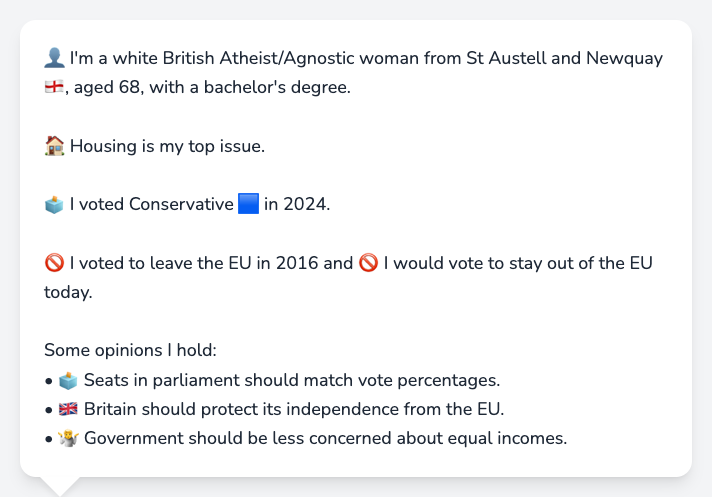 👤 I'm a white British Atheist/Agnostic woman from St Austell and Newquay
🏴󠁧󠁢󠁥󠁮󠁧󠁿, aged 68, with a bachelor's degree.
🏠 Housing is my top issue.
🗳️ I voted Conservative 🟦 in 2024.
🚫 I voted to leave the EU in 2016 and 🚫 I would vote to stay out of the EU
today.
Some opinions I hold:
• 🗳️ Seats in parliament should match vote percentages.
• 🇬🇧 Britain should protect its independence from the EU.
• 🤷 Government should be less concerned about equal incomes.